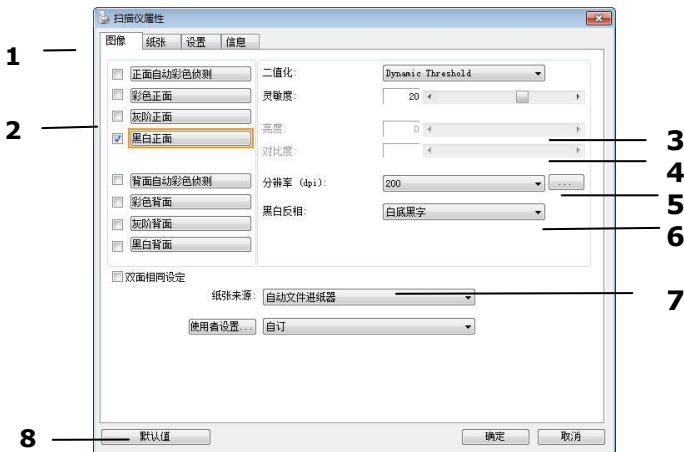 扫描仪属性
图像 纸张 设置 信息
1
2
正面自动彩色侦测
彩色正面
灰阶正面
黑白正面
背面自动彩色侦测
彩色背面
灰阶背面
黑白背面
二值化: Dynamic Threshold
灵敏度: 20
亮度: 0
对比度:
分辨率 (dpi): 200 ...
黑白反相: 白底黑字
3
4
5
6
双面相同设定
纸张来源: 自动文件进纸器
7
使用者设置... 自订
8
默认值 确定 取消